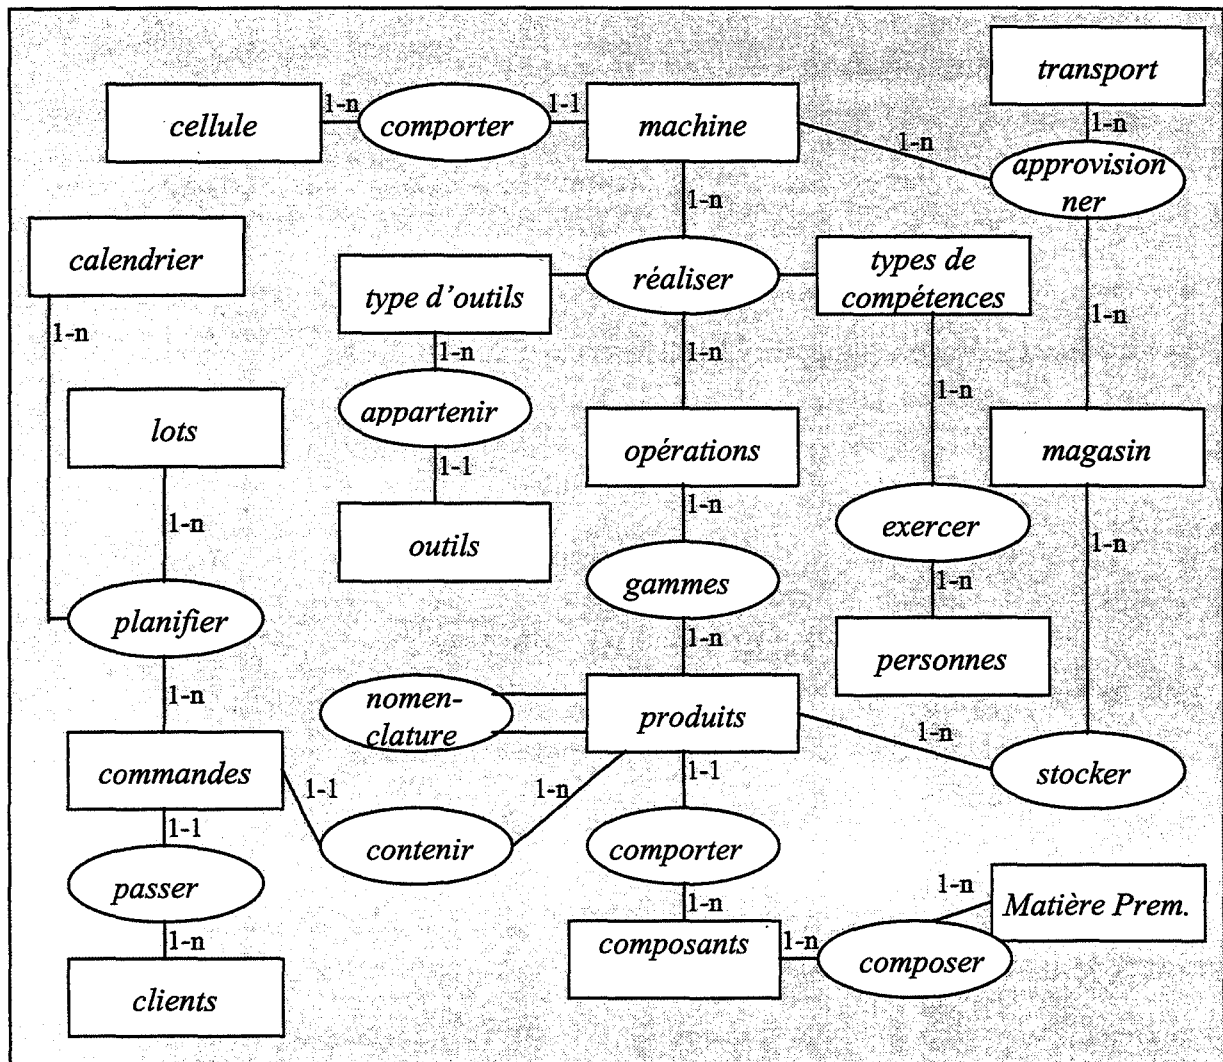 transport
cellule
1-n
comporter
1-1
machine
1-n
1-n
approvision
ner
1-n
calendrier
type d'outils
réaliser
types de
compétences
1-n
1-n
1-n
1-n
lots
appartenir
1-1
outils
opérations
1-n
magasin
1-n
exercer
1-n
1-n
planifier
gammes
1-n
1-n
personnes
1-n
nomen-
clature
produits
1-n
commandes
1-1
1-n
1-1
stocker
1-1
contenir
comporter
passer
1-n
1-n
Matière Prem.
1-n
clients
composants
1-n
composer